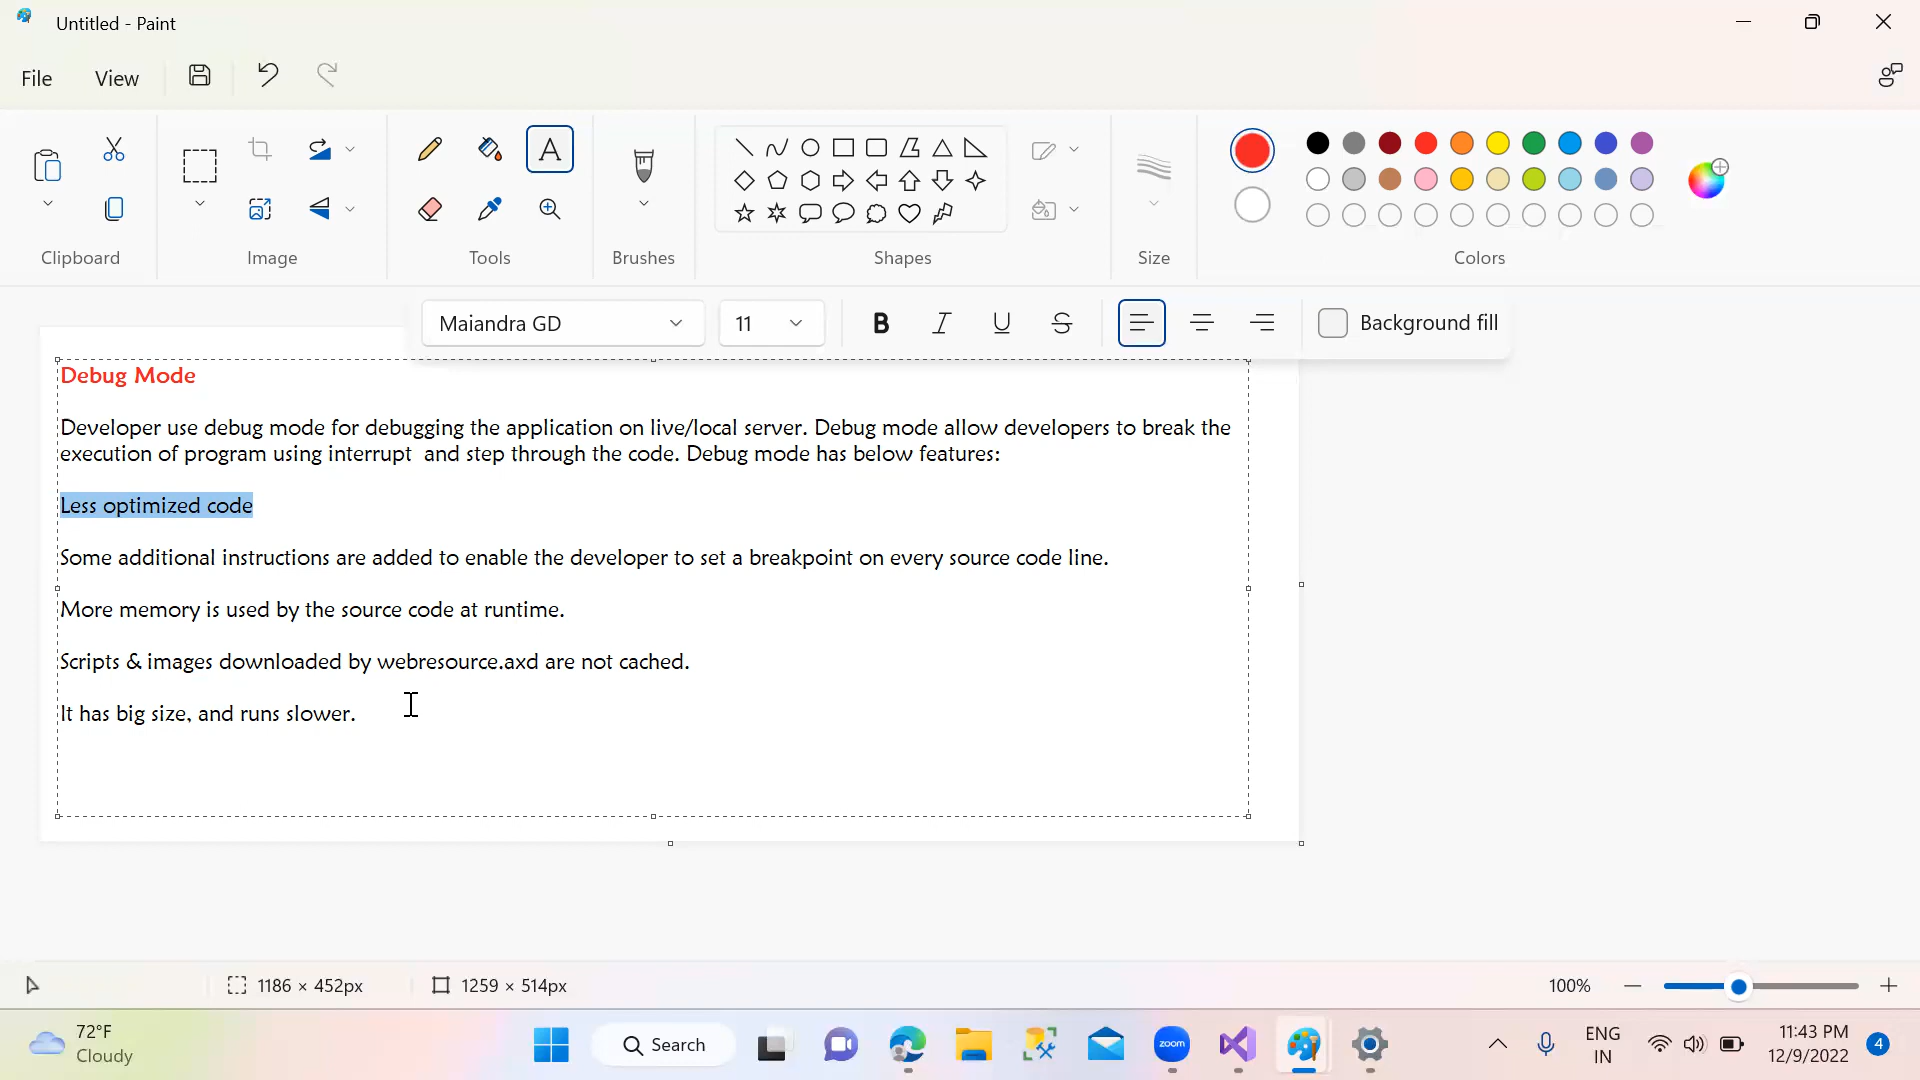 Untitled - Paint
File View
Clipboard Image Tools Brushes Shapes Size Colors
Maiandra GD 11 B I U S Background fill
Debug Mode
Developer use debug mode for debugging the application on live/local server. Debug mode allow developers to break the
execution of program using interrupt and step through the code. Debug mode has below features:
Less optimized code
Some additional instructions are added to enable the developer to set a breakpoint on every source code line.
More memory is used by the source code at runtime.
Scripts & images downloaded by webresource.axd are not cached.
It has big size, and runs slower.
1186 × 452px 1259 × 514px 100%
72°F
Cloudy
Search
zoom
ENG
IN
11:43 PM
12/9/2022
4